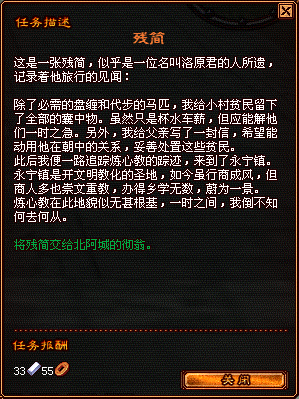 任务描述
残简
这是一张残简，似乎是一位名叫洛原君的人所遗，
记录着他旅行的见闻：
除了必需的盘缠和代步的马匹，我给小村贫民留下
了全部的囊中物。虽然只是杯水车薪，但应能解他
们一时之急。另外，我给父亲写了一封信，希望能
动用他在朝中的关系，妥善处置这些贫民。
此后我便一路追踪炼心教的踪迹，来到了永宁镇。
永宁镇是开文明教化的圣地，如今虽行商成风，但
商人多也崇文重教，办得乡学无数，蔚为一景。
炼心教在此地貌似无甚根基，一时之间，我倒不知
何去何从。
将残简交给北阿城的彻翁。
任务报酬
33 55
关闭